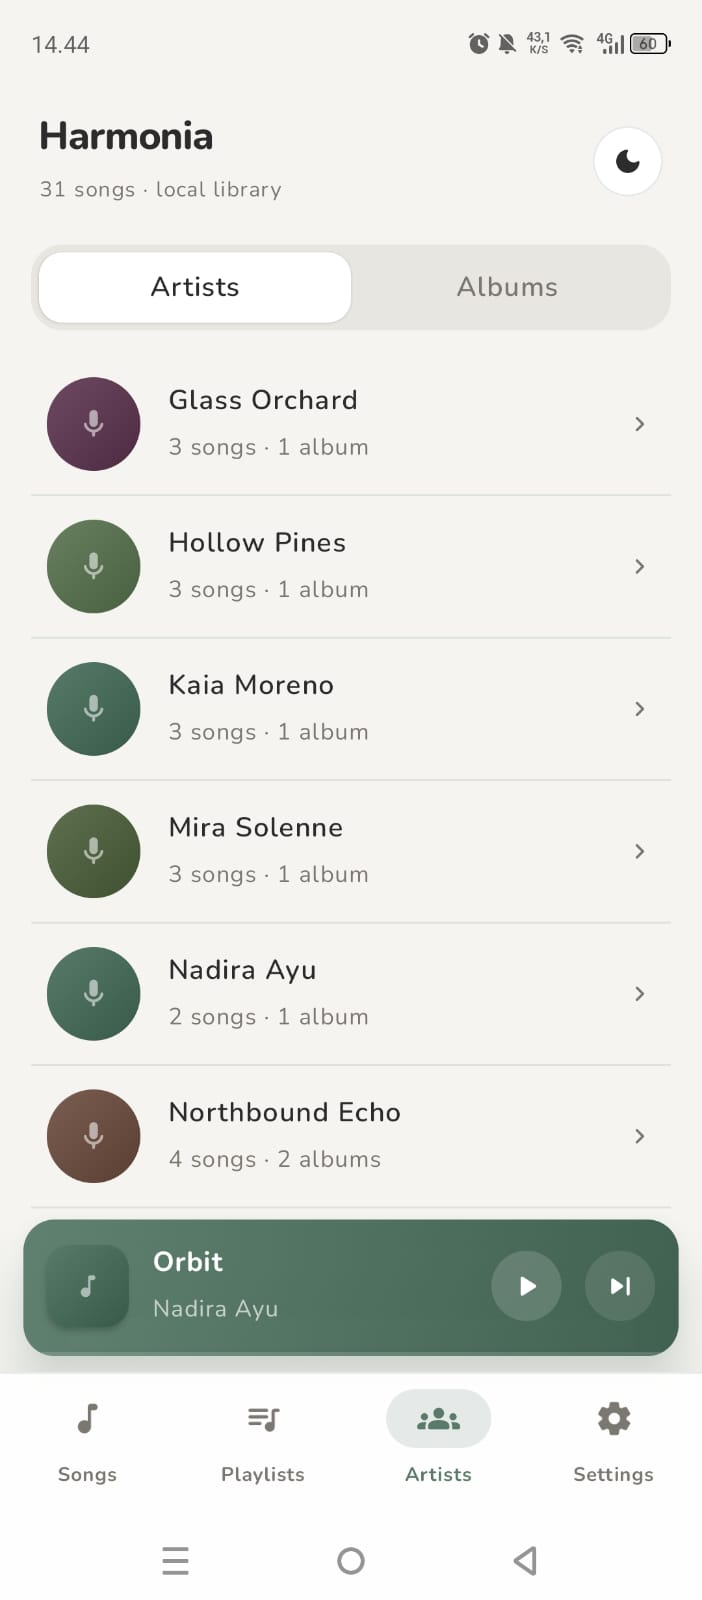 14.44
43,1
K/S
4G
60
Harmonia
31 songs · local library
Artists
Albums
Glass Orchard
3 songs · 1 album
Hollow Pines
3 songs · 1 album
Kaia Moreno
3 songs · 1 album
Mira Solenne
3 songs · 1 album
Nadira Ayu
2 songs · 1 album
Northbound Echo
4 songs · 2 albums
Orbit
Nadira Ayu
Songs
Playlists
Artists
Settings